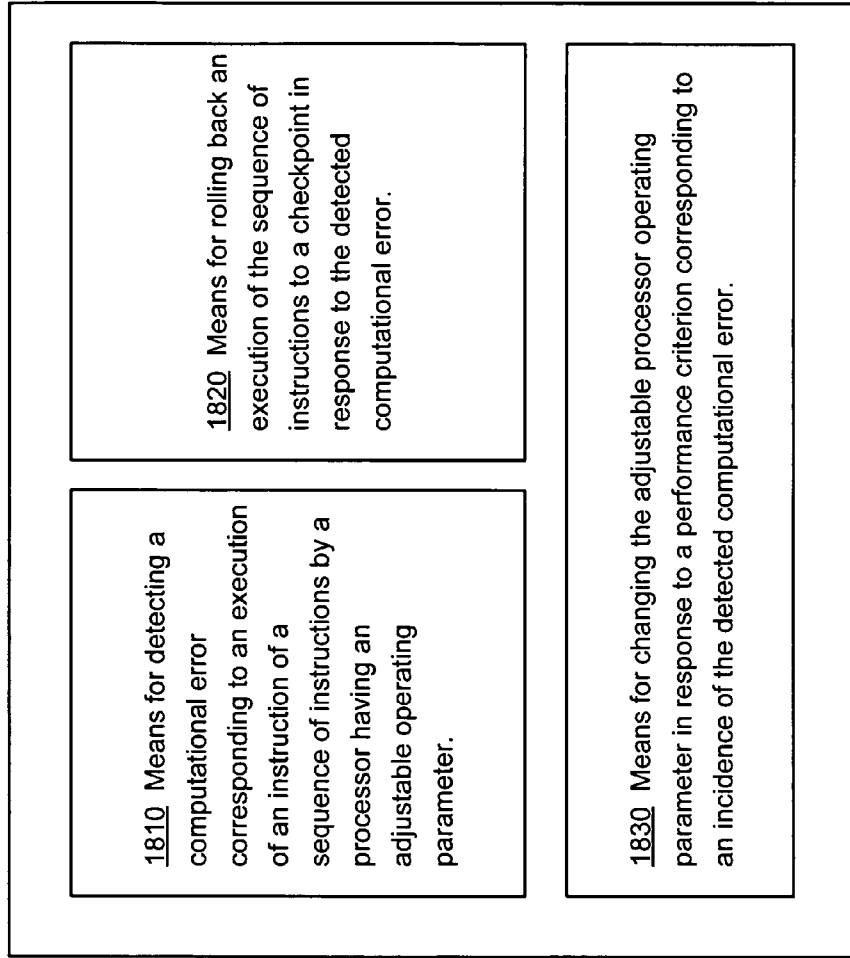 1810 Means for detecting a
computational error
corresponding to an execution
of an instruction of a
sequence of instructions by a
processor having an
adjustable operating
parameter.
1820 Means for rolling back an
execution of the sequence of
instructions to a checkpoint in
response to the detected
computational error.
1830 Means for changing the adjustable processor operating
parameter in response to a performance criterion corresponding to
an incidence of the detected computational error.